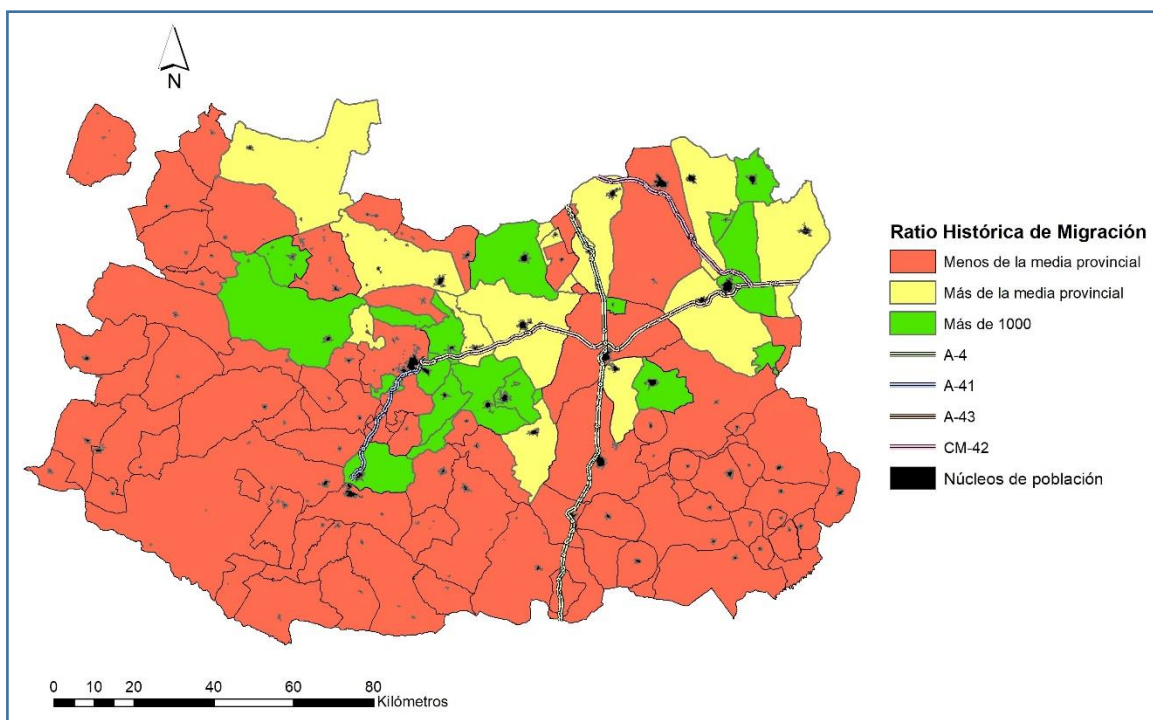 N
Ratio Histórica de Migración
Menos de la media provincial
Más de la media provincial
Más de 1000
A-4
A-41
A-43
CM-42
Núcleos de población
0 10 20 40 60 80
Kilómetros